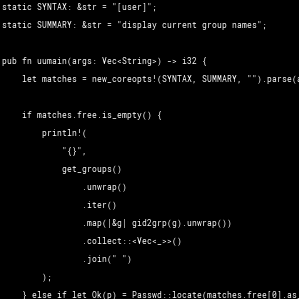 static SYNTAX: &str = "[user]";
static SUMMARY: &str = "display current group names";
pub fn uumain(args: Vec<String>) -> i32 {
let matches = new_coreopts!(SYNTAX, SUMMARY, "").parse(a
if matches.free.is_empty() {
println!(
"{}",
get_groups()
.unwrap()
.iter()
.map(|&g| gid2grp(g).unwrap())
.collect::<Vec<_>>()
.join(" ")
);
} else if let Ok(p) = Passwd::locate(matches.free[0].as